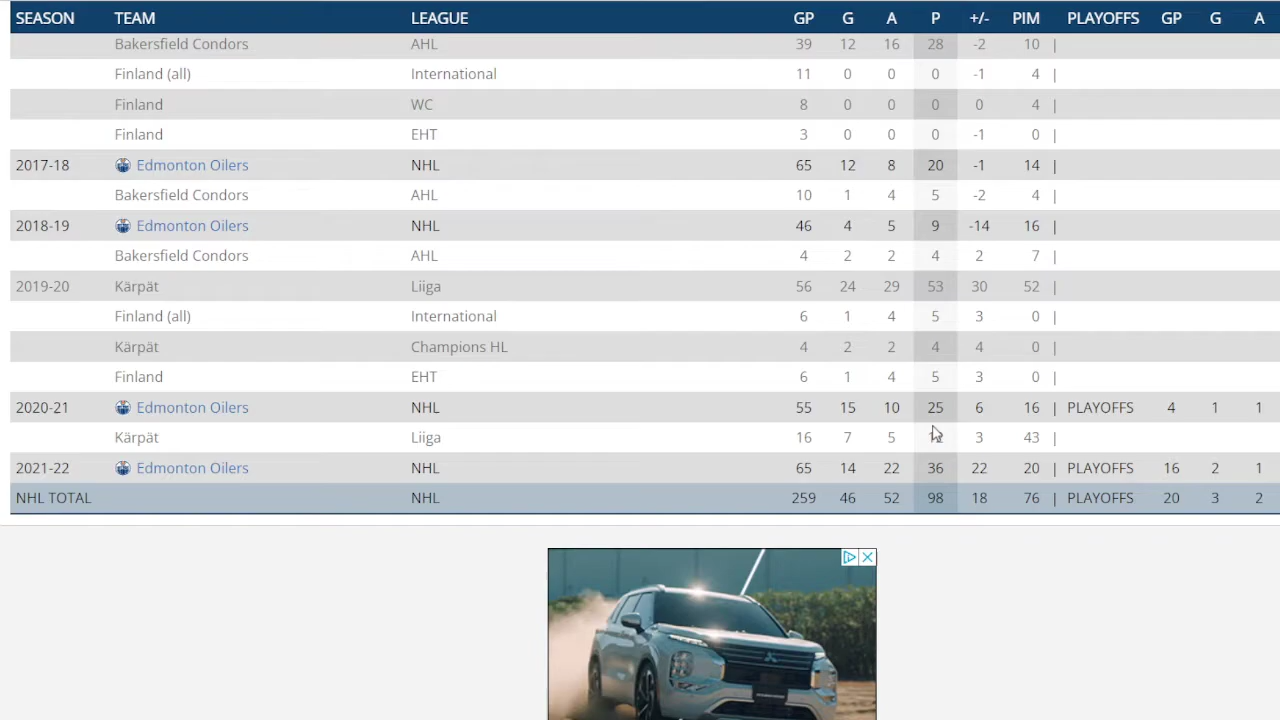 SEASON TEAM LEAGUE GP G A P +/- PIM PLAYOFFS GP G A
Bakersfield Condors AHL 39 12 16 28 -2 10 |
Finland (all) International 11 0 0 0 -1 4 |
Finland WC 8 0 0 0 0 4 |
Finland EHT 3 0 0 0 -1 0 |
2017-18 Edmonton Oilers NHL 65 12 8 20 -1 14 |
Bakersfield Condors AHL 10 1 4 5 -2 4 |
2018-19 Edmonton Oilers NHL 46 4 5 9 -14 16 |
Bakersfield Condors AHL 4 2 2 4 2 7 |
2019-20 Kärpät Liiga 56 24 29 53 30 52 |
Finland (all) International 6 1 4 5 3 0 |
Kärpät Champions HL 4 2 2 4 4 0 |
Finland EHT 6 1 4 5 3 0 |
2020-21 Edmonton Oilers NHL 55 15 10 25 6 16 | PLAYOFFS 4 1 1
Kärpät Liiga 16 7 5 3 43 |
2021-22 Edmonton Oilers NHL 65 14 22 36 22 20 | PLAYOFFS 16 2 1
NHL TOTAL NHL 259 46 52 98 18 76 | PLAYOFFS 20 3 2